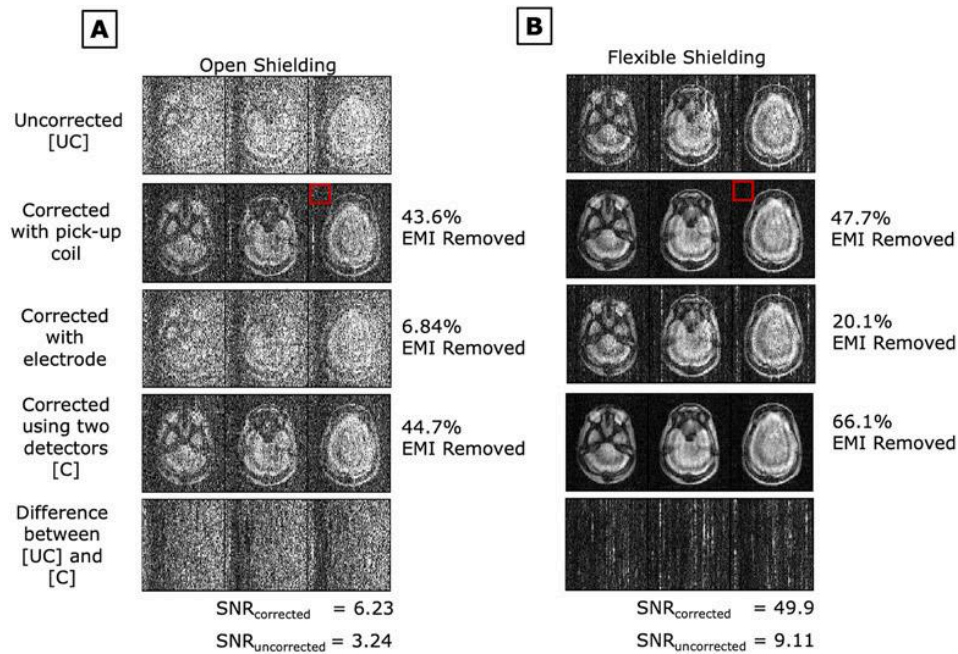 A
B
Open Shielding
Flexible Shielding
Uncorrected
[UC]
Corrected
with pick-up
coil
43.6%
EMI Removed
47.7%
EMI Removed
Corrected
with
electrode
6.84%
EMI Removed
20.1%
EMI Removed
Corrected
using two
detectors
[C]
44.7%
EMI Removed
66.1%
EMI Removed
Difference
between
[UC] and
[C]
SNRcorrected = 6.23
SNRuncorrected = 3.24
SNRcorrected = 49.9
SNRuncorrected = 9.11